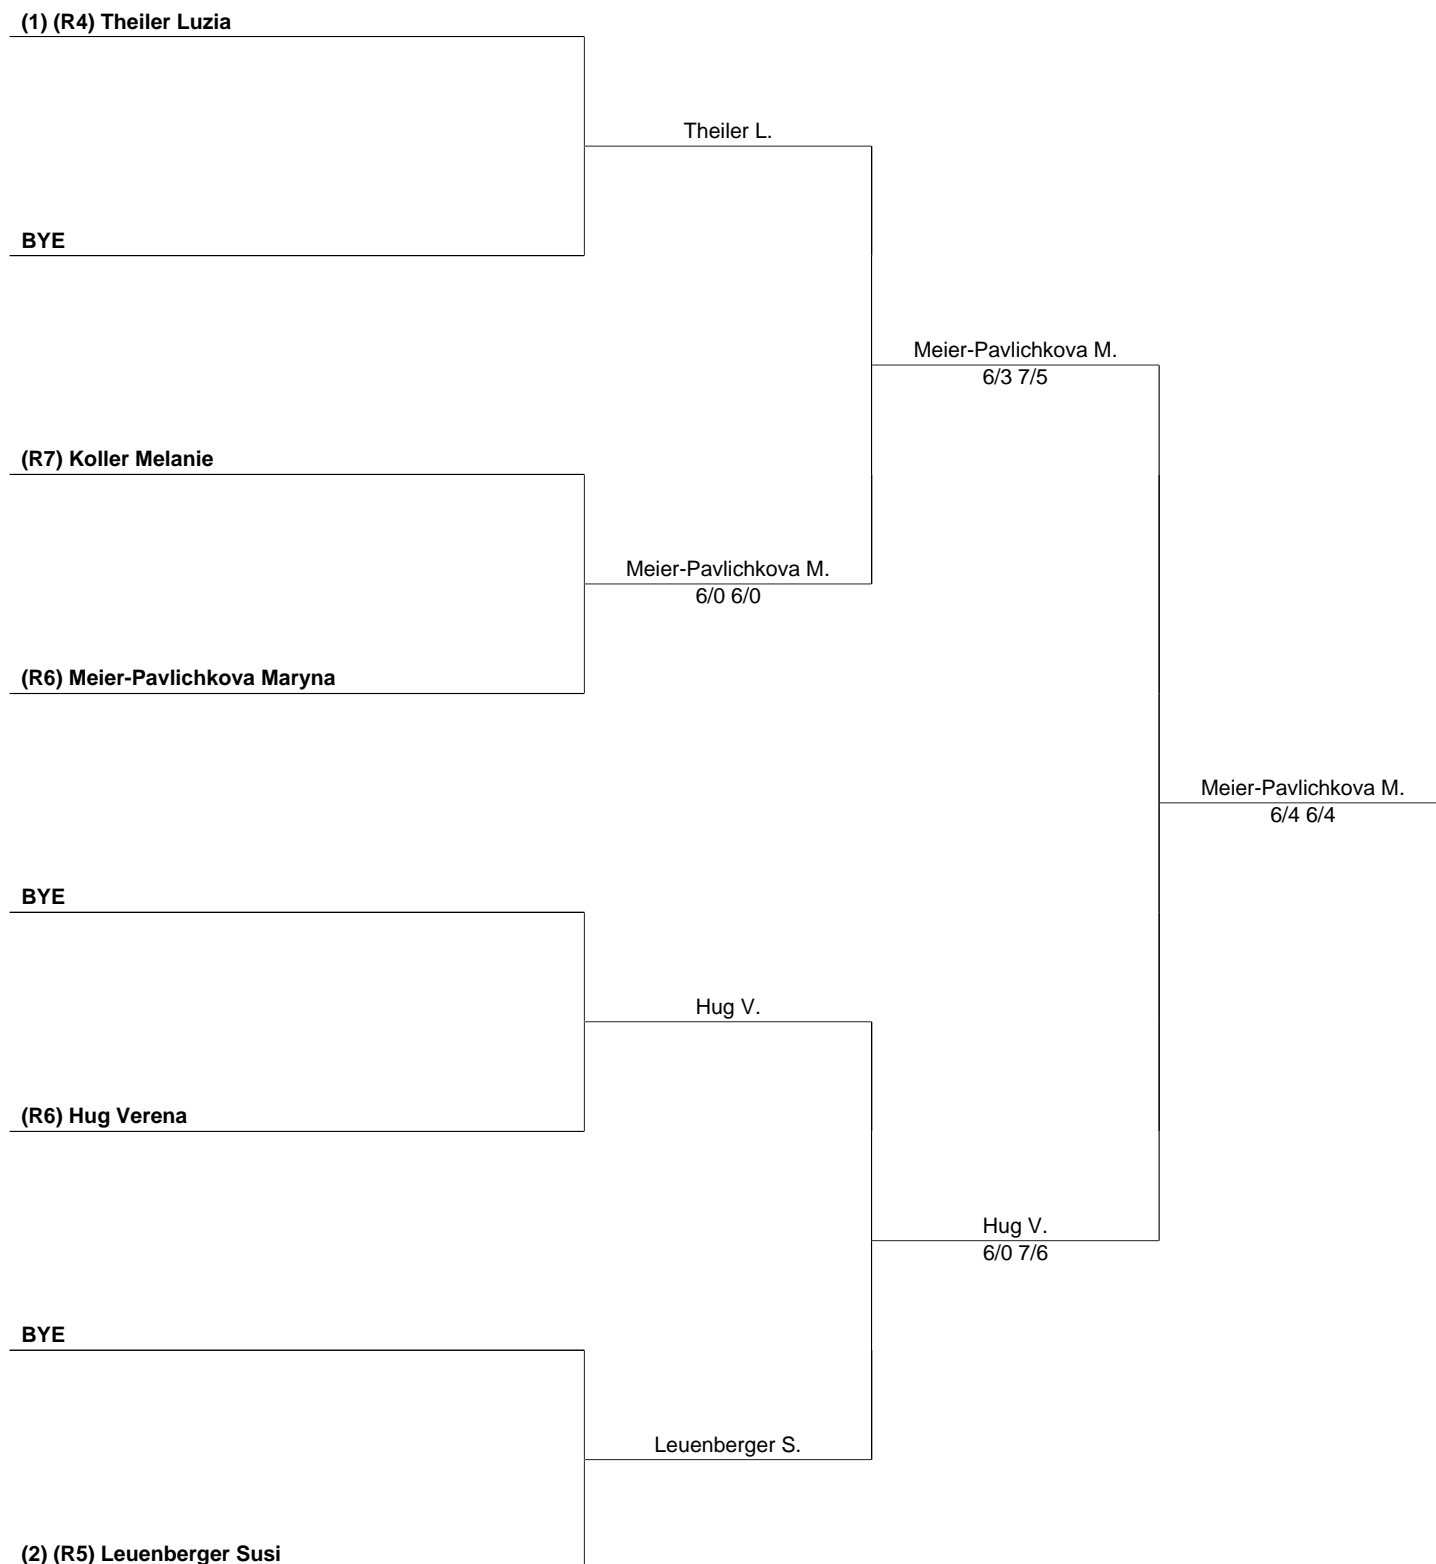 (1) (R4) Theiler Luzia
Theiler L.
BYE
Meier-Pavlichkova M.
6/3 7/5
(R7) Koller Melanie
Meier-Pavlichkova M.
6/0 6/0
(R6) Meier-Pavlichkova Maryna
Meier-Pavlichkova M.
6/4 6/4
BYE
Hug V.
(R6) Hug Verena
Hug V.
6/0 7/6
BYE
Leuenberger S.
(2) (R5) Leuenberger Susi